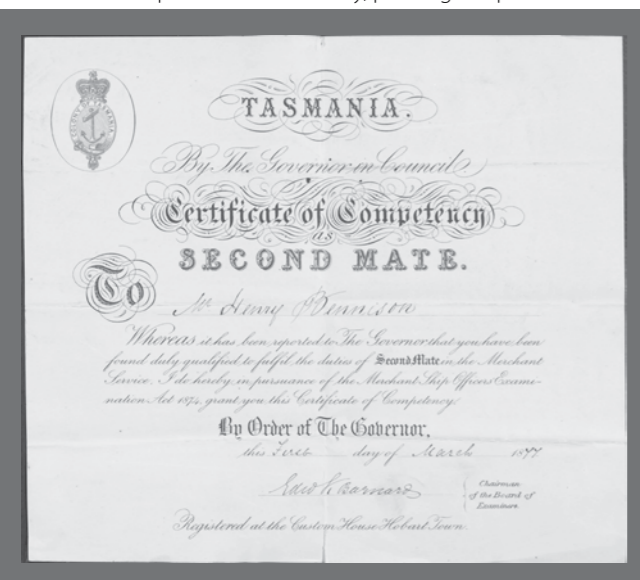 TASMANIA.
By The Governor in Council
Certificate of Competency
as
SECOND MATE.
To
Mr Henry Bennison
Whereas it has been reported to The Governor that you have been
found duly qualified to fulfil the duties of Second Mate in the Merchant
Service. I do hereby, in pursuance of the Merchant Ship Officers Exami-
nation Act 1874, grant you this Certificate of Competency.
By Order of The Governor,
this First day of March 1877
Chairman
of the Board of
Examiners
Registered at the Custom House Hobart Town.